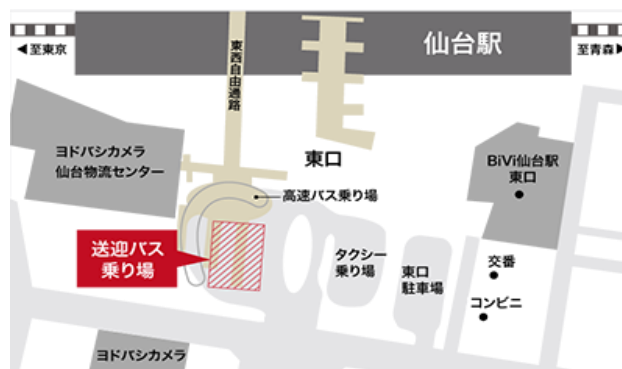 仙台駅
◀至東京
至青森▶
東西自由通路
ヨドバシカメラ
仙台物流センター
東口
BiVi仙台駅
東口
高速バス乗り場
送迎バス
乗り場
タクシー
乗り場
東口
駐車場
交番
コンビニ
ヨドバシカメラ